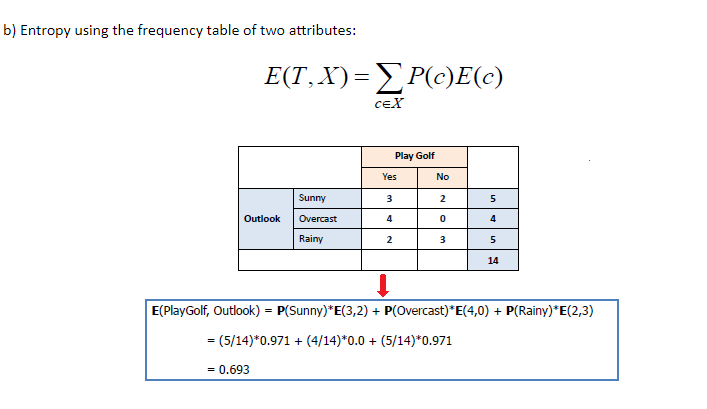 b) Entropy using the frequency table of two attributes:
E(T, X) = ∑ P(c)E(c)
c∈X
Play Golf
Yes No
Sunny 3 2 5
Outlook Overcast 4 0 4
Rainy 2 3 5
14
E(PlayGolf, Outlook) = P(Sunny)*E(3,2) + P(Overcast)*E(4,0) + P(Rainy)*E(2,3)
= (5/14)*0.971 + (4/14)*0.0 + (5/14)*0.971
= 0.693